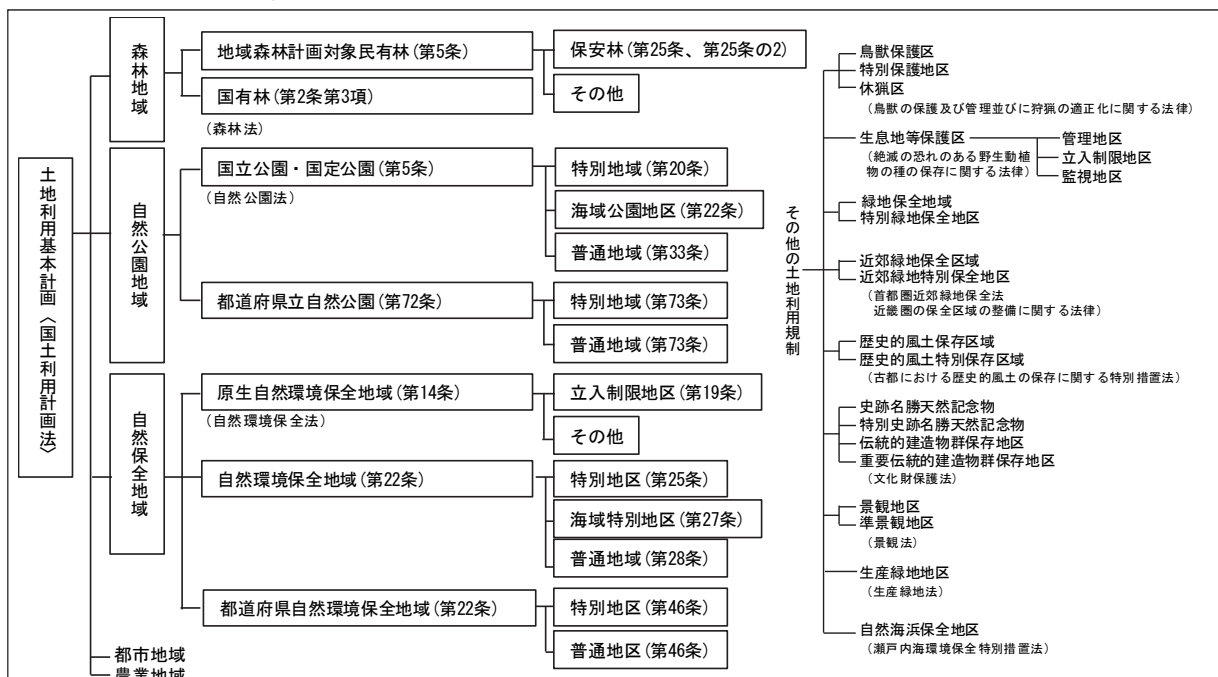 土地利用基本計画〈国土利用計画法〉
森林地域
地域森林計画対象民有林(第5条)
保安林(第25条、第25条の2)
その他
国有林(第2条第3項)
(森林法)
自然公園地域
国立公園・国定公園(第5条)
(自然公園法)
特別地域(第20条)
海域公園地区(第22条)
普通地域(第33条)
都道府県立自然公園(第72条)
特別地域(第73条)
普通地域(第73条)
自然保全地域
原生自然環境保全地域(第14条)
(自然環境保全法)
立入制限地区(第19条)
その他
自然環境保全地域(第22条)
特別地区(第25条)
海域特別地区(第27条)
普通地域(第28条)
都道府県自然環境保全地域(第22条)
特別地区(第46条)
普通地区(第46条)
都市地域
農業地域
その他の土地利用規制
鳥獣保護区
特別保護地区
休猟区
(鳥獣の保護及び管理並びに狩猟の適正化に関する法律)
生息地等保護区
(絶滅の恐れのある野生動植
物の種の保存に関する法律)
管理地区
立入制限地区
監視地区
緑地保全地域
特別緑地保全地区
近郊緑地保全区域
近郊緑地特別保全地区
(首都圏近郊緑地保全法
近畿圏の保全区域の整備に関する法律)
歴史的風土保存区域
歴史的風土特別保存区域
(古都における歴史的風土の保存に関する特別措置法)
史跡名勝天然記念物
特別史跡名勝天然記念物
伝統的建造物群保存地区
重要伝統的建造物群保存地区
(文化財保護法)
景観地区
準景観地区
(景観法)
生産緑地地区
(生産緑地法)
自然海浜保全地区
(瀬戸内海環境保全特別措置法)